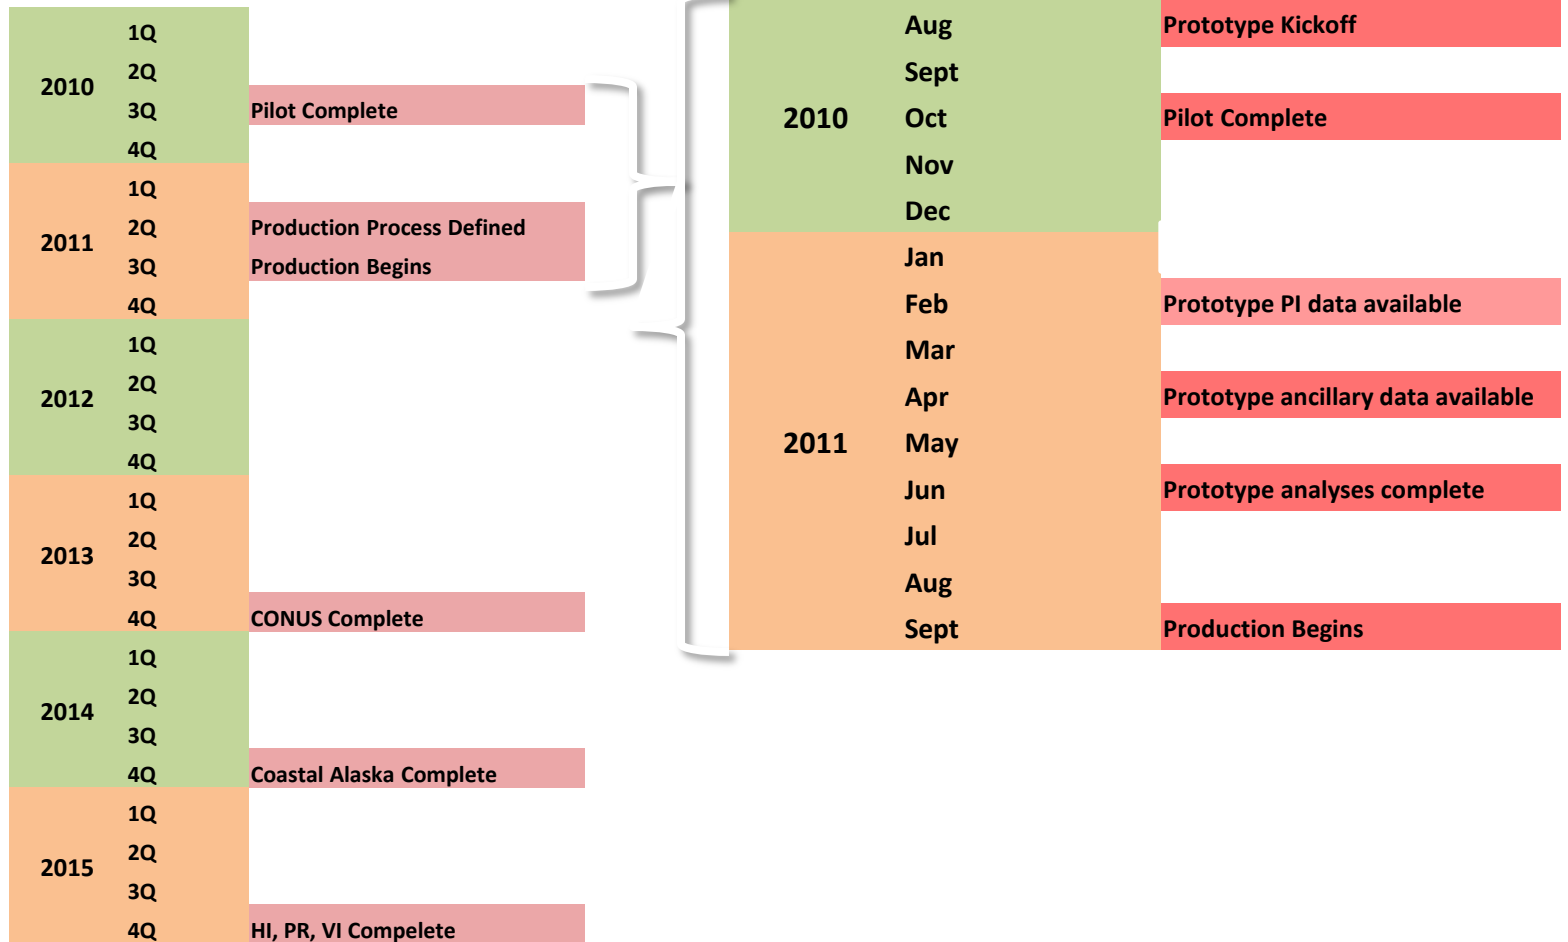 2010
1Q
2Q
3Q Pilot Complete
4Q
2011
1Q
2Q Production Process Defined
3Q Production Begins
4Q
2012
1Q
2Q
3Q
4Q
2013
1Q
2Q
3Q
4Q CONUS Complete
2014
1Q
2Q
3Q
4Q Coastal Alaska Complete
2015
1Q
2Q
3Q
4Q HI, PR, VI Compelete
2010
Aug Prototype Kickoff
Sept
Oct Pilot Complete
Nov
Dec
2011
Jan
Feb Prototype PI data available
Mar
Apr Prototype ancillary data available
May
Jun Prototype analyses complete
Jul
Aug
Sept Production Begins